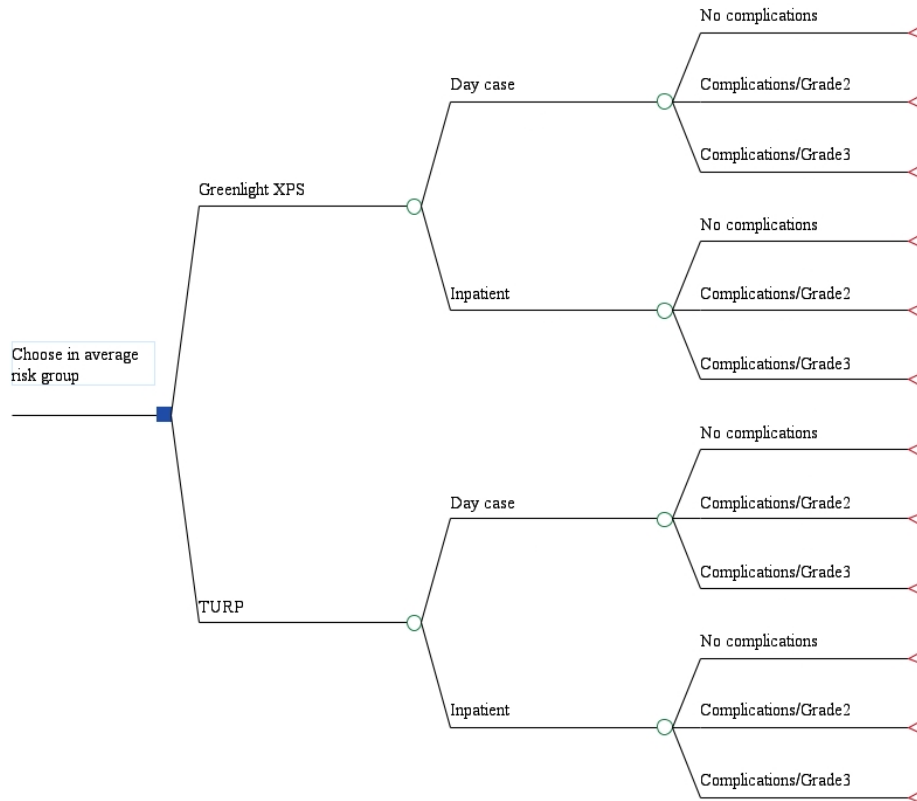 No complications
Day case
Complications/Grade2
Complications/Grade3
Greenlight XPS
No complications
Inpatient
Complications/Grade2
Complications/Grade3
Choose in average
risk group
No complications
Day case
Complications/Grade2
Complications/Grade3
TURP
No complications
Inpatient
Complications/Grade2
Complications/Grade3